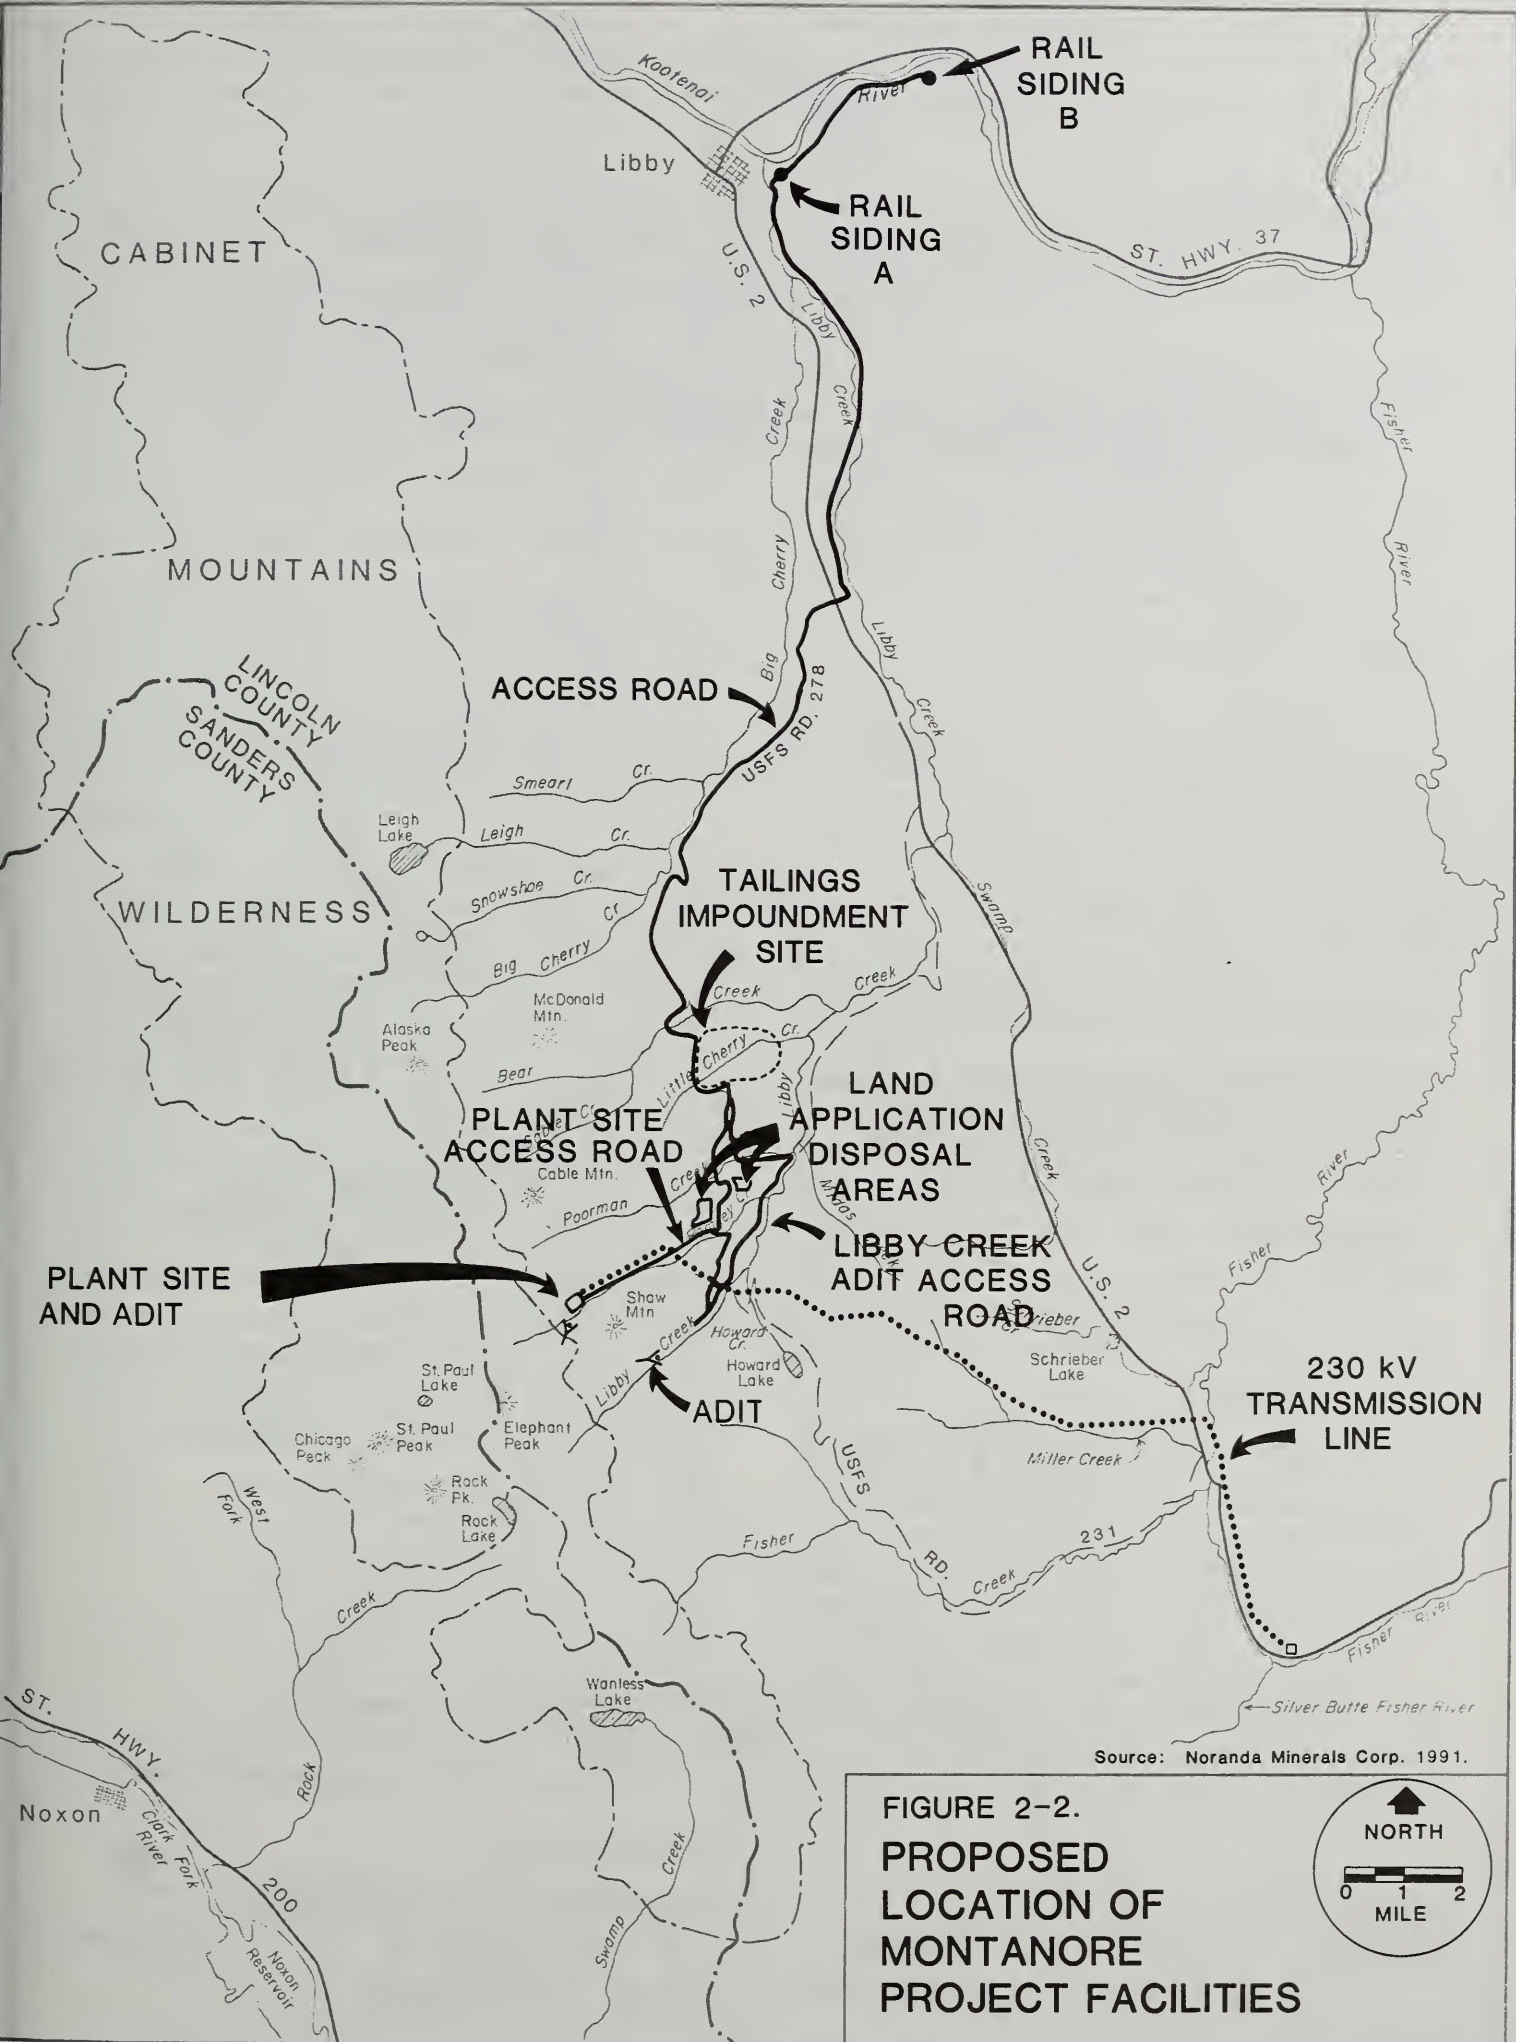 Kootenai
River
RAIL
SIDING
B
Libby
RAIL
SIDING
A
CABINET
U.S. 2
ST. HWY. 37
Libby
Creek
Creek
Fisher
River
Cherry
MOUNTAINS
Big
Libby
Creek
LINCOLN
COUNTY
SANDERS
COUNTY
ACCESS ROAD
USFS RD. 278
Smearl Cr.
Leigh
Lake
Leigh Cr.
Snowshoe Cr.
WILDERNESS
Big Cherry Cr
TAILINGS
IMPOUNDMENT
SITE
Swamp
Creek
Creek
McDonald
Mtn.
Alaska
Peak
Bear
Little Cherry Cr.
Libby
LAND
APPLICATION
DISPOSAL
AREAS
PLANT SITE
ACCESS ROAD
Cable Mtn.
Poorman Creek
Midas
Creek
River
Fisher
LIBBY CREEK
ADIT ACCESS
ROAD
PLANT SITE
AND ADIT
U.S. 2
Shaw
Mtn
Howard
Cr.
Howard
Lake
Schrieber
Cr
Schrieber
Lake
Libby Creek
ADIT
230 kV
TRANSMISSION
LINE
St. Paul
Lake
St. Paul
Peak
Elephant
Peak
Chicago
Peak
Rock
Pk.
Rock
Lake
Miller Creek
USFS
RD.
231
West
Fork
Fisher
Creek
Creek
Fisher River
Wanless
Lake
Silver Butte Fisher River
ST.
HWY.
200
Rock
Noxon
Clark Fork
River
Noxon
Reservoir
Creek
Swamp
Source: Noranda Minerals Corp. 1991.
FIGURE 2-2.
PROPOSED
LOCATION OF
MONTANORE
PROJECT FACILITIES
NORTH
0 1 2
MILE